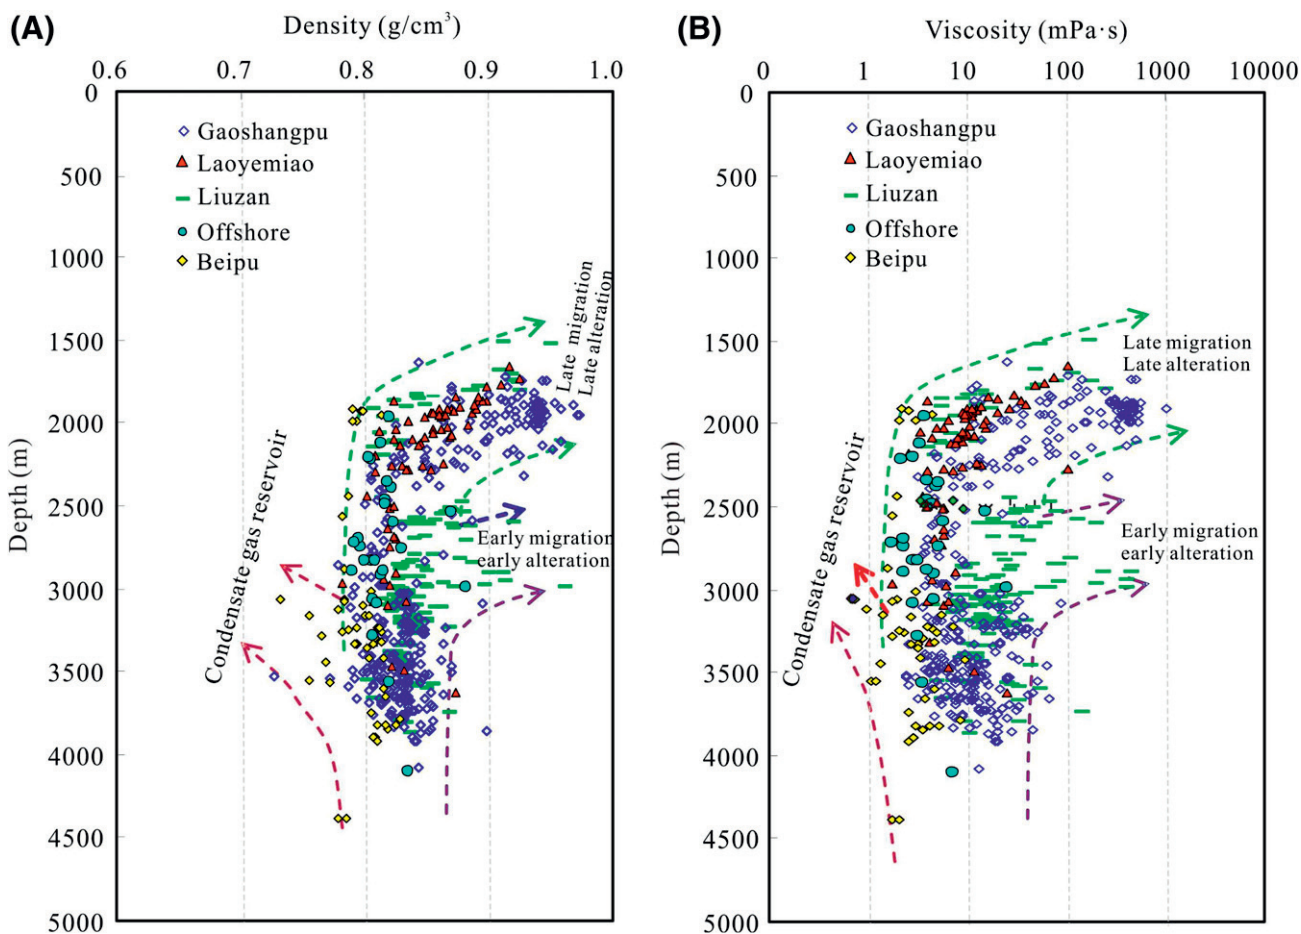 (A)
Density (g/cm³)
0.6 0.7 0.8 0.9 1.0
0
500
1000
1500
2000
2500
3000
3500
4000
4500
5000
Depth (m)
Gaoshangpu
Laoyemiao
Liuzan
Offshore
Beipu
Late migration
Late alteration
Early migration
early alteration
Condensate gas reservoir
(B)
Viscosity (mPa·s)
0 1 10 100 1000 10000
0
500
1000
1500
2000
2500
3000
3500
4000
4500
5000
Depth (m)
Gaoshangpu
Laoyemiao
Liuzan
Offshore
Beipu
Late migration
Late alteration
Early migration
early alteration
Condensate gas reservoir